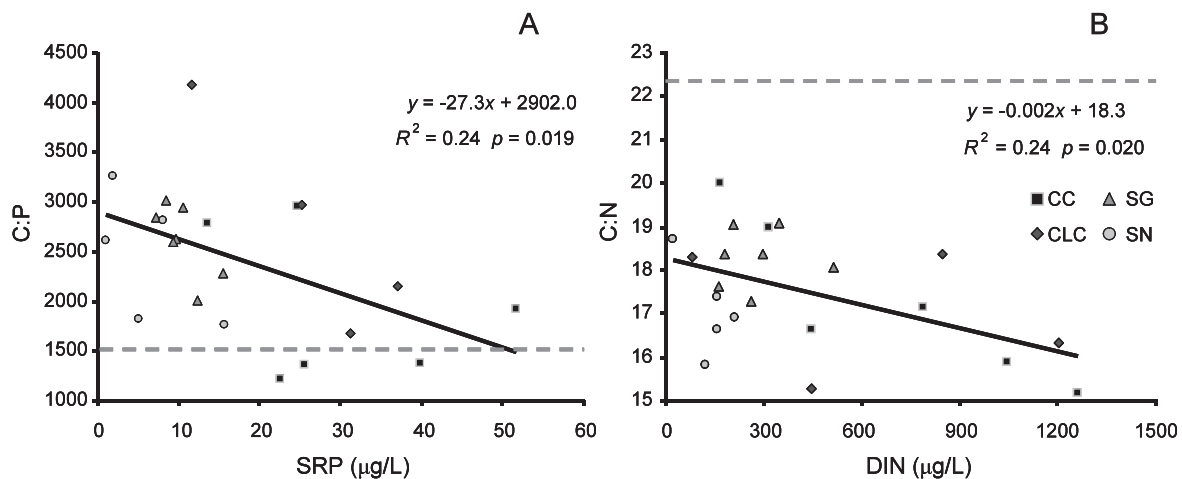 A
4500
4000
3500
3000
2500
2000
1500
1000
C:P
y = -27.3x + 2902.0
R² = 0.24 p = 0.019
0 10 20 30 40 50 60
SRP (μg/L)
B
23
22
21
20
19
18
17
16
15
C:N
y = -0.002x + 18.3
R² = 0.24 p = 0.020
CC SG
CLC SN
0 300 600 900 1200 1500
DIN (μg/L)